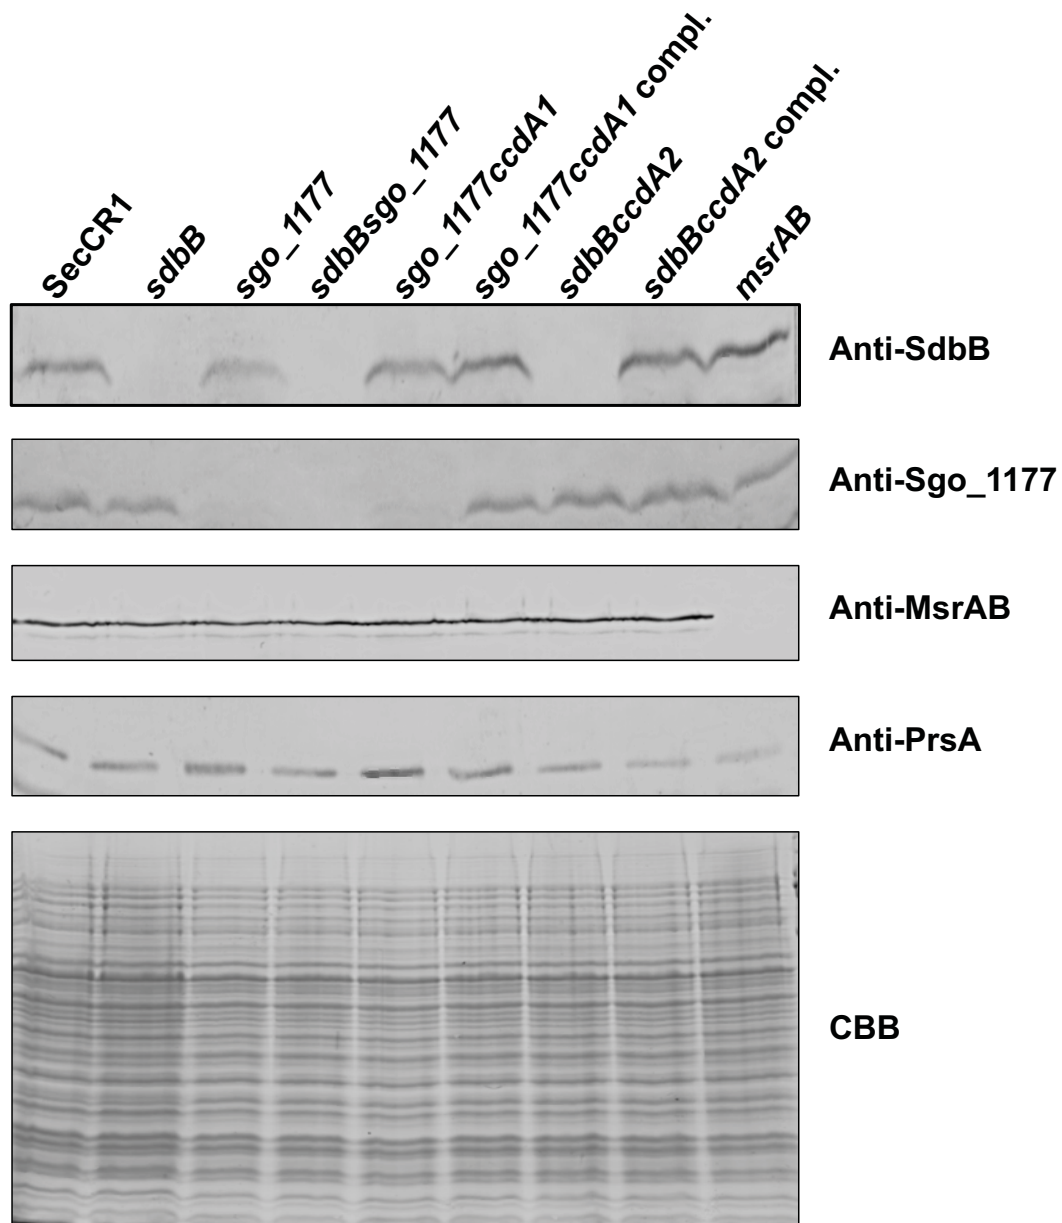 SecCR1
sdbB
sgo_1177
sdbBsgo_1177
sgo_1177ccdA1
sgo_1177ccdA1 compl.
sdbBccdA2
sdbBccdA2 compl.
msrAB
Anti-SdbB
Anti-Sgo_1177
Anti-MsrAB
Anti-PrsA
CBB